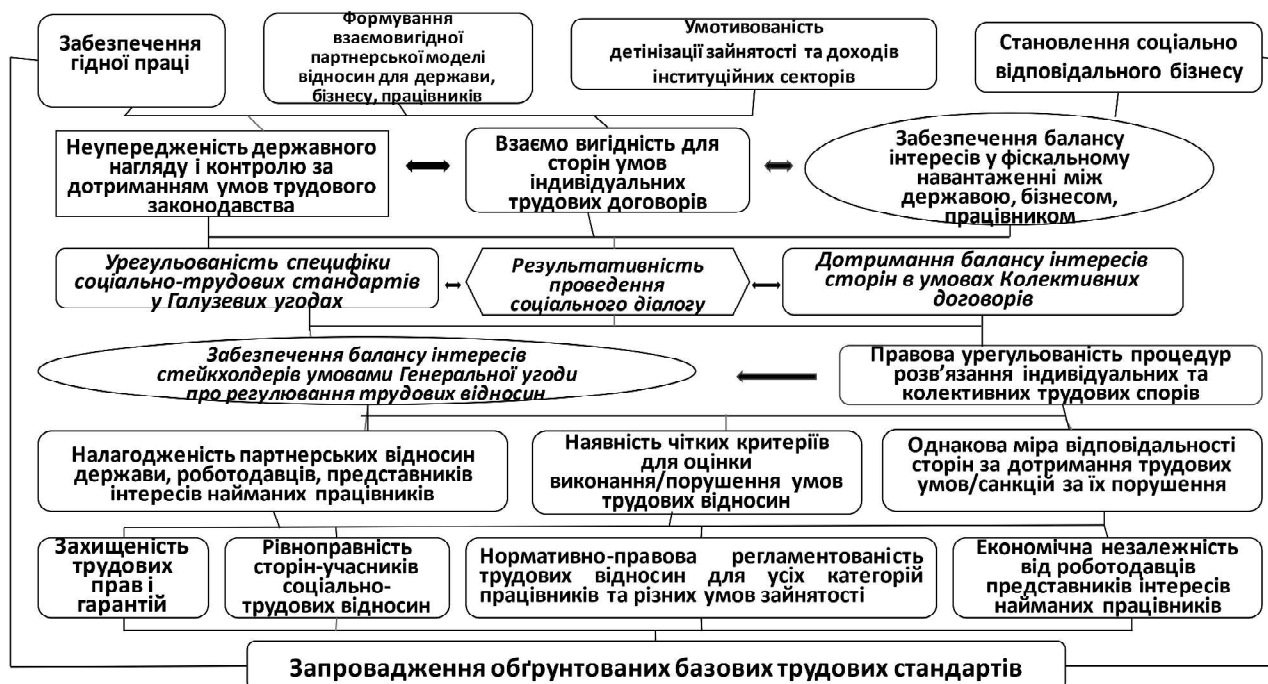 Забезпечення
гідної праці
Формування
взаємовигідної
партнерської моделі
відносин для держави,
бізнесу, працівників
Умотивованість
детінізації зайнятості та доходів
інституційних секторів
Становлення соціально
відповідального бізнесу
Неупередженість державного
нагляду і контролю за
дотриманням умов трудового
законодавства
Взаємо вигідність для
сторін умов
індивідуальних
трудових договорів
Забезпечення балансу
інтересів у фіскальному
навантаженні між
державою, бізнесом,
працівником
Урегульованість специфіки
соціально-трудових стандартів
у Галузевих угодах
Результативність
проведення
соціального діалогу
Дотримання балансу інтересів
сторін в умовах Колективних
договорів
Забезпечення балансу інтересів
стейкхолдерів умовами Генеральної угоди
про регулювання трудових відносин
Правова урегульованість процедур
розв’язання індивідуальних та
колективних трудових спорів
Налагодженість партнерських відносин
держави, роботодавців, представників
інтересів найманих працівників
Наявність чітких критеріїв
для оцінки
виконання/порушення умов
трудових відносин
Однакова міра відповідальності
сторін за дотримання трудових
умов/санкцій за їх порушення
Захищеність
трудових
прав і
гарантій
Рівноправність
сторін-учасників
соціально-
трудових відносин
Нормативно-правова регламентованість
трудових відносин для усіх категорій
працівників та різних умов зайнятості
Економічна незалежність
від роботодавців
представників інтересів
найманих працівників
Запровадження обґрунтованих базових трудових стандартів